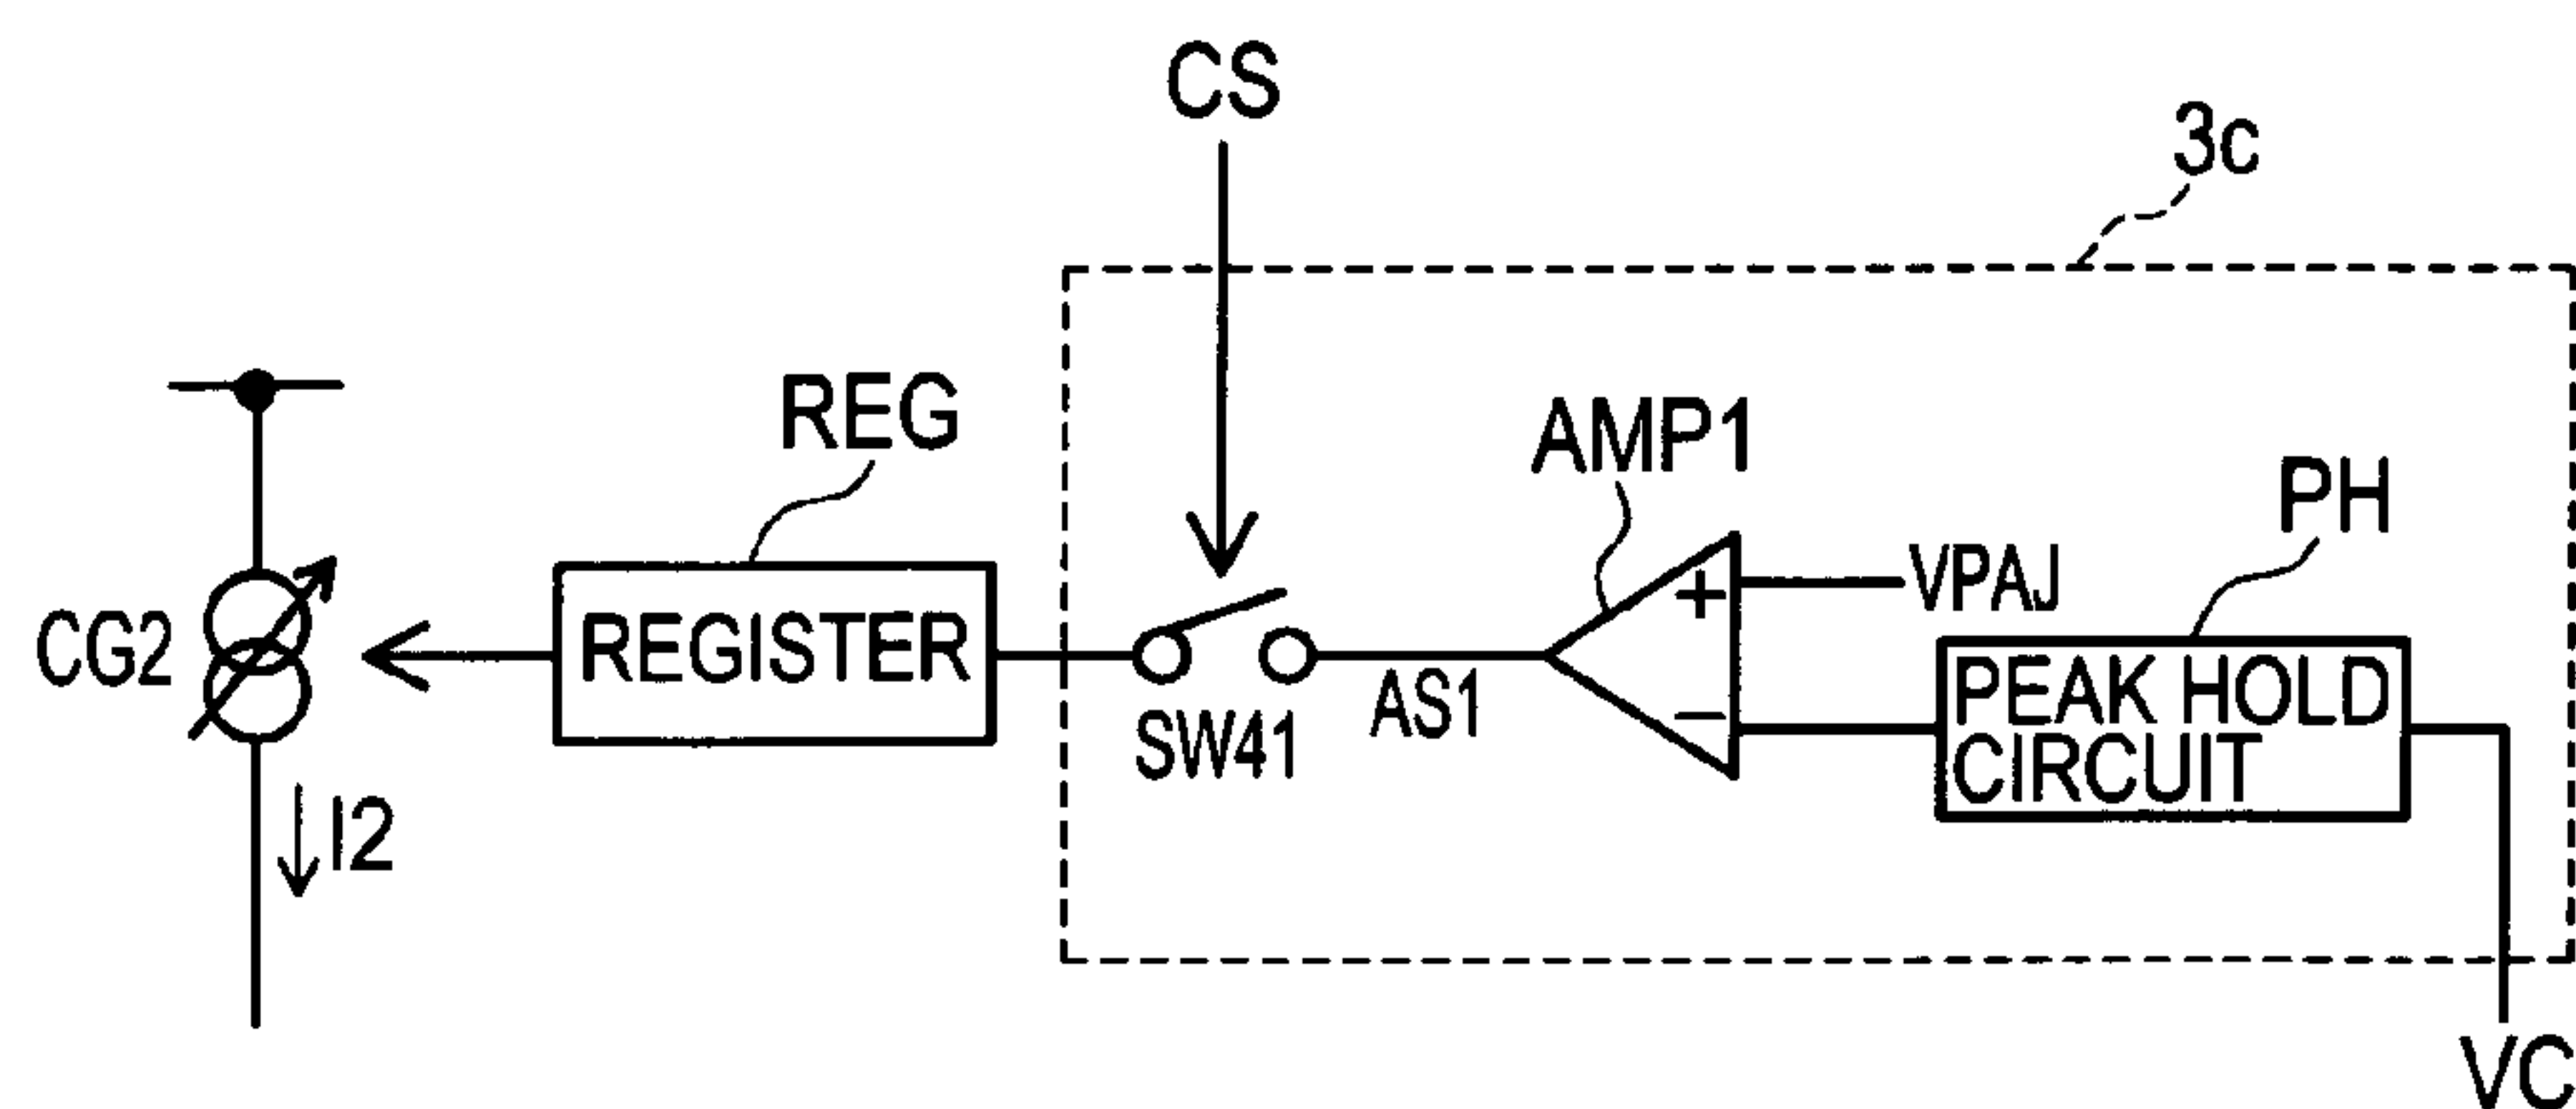 CS
3c
REG
AMP1
PH
VPAJ
+
CG2
REGISTER
PEAK HOLD
CIRCUIT
−
AS1
SW41
I2
VC